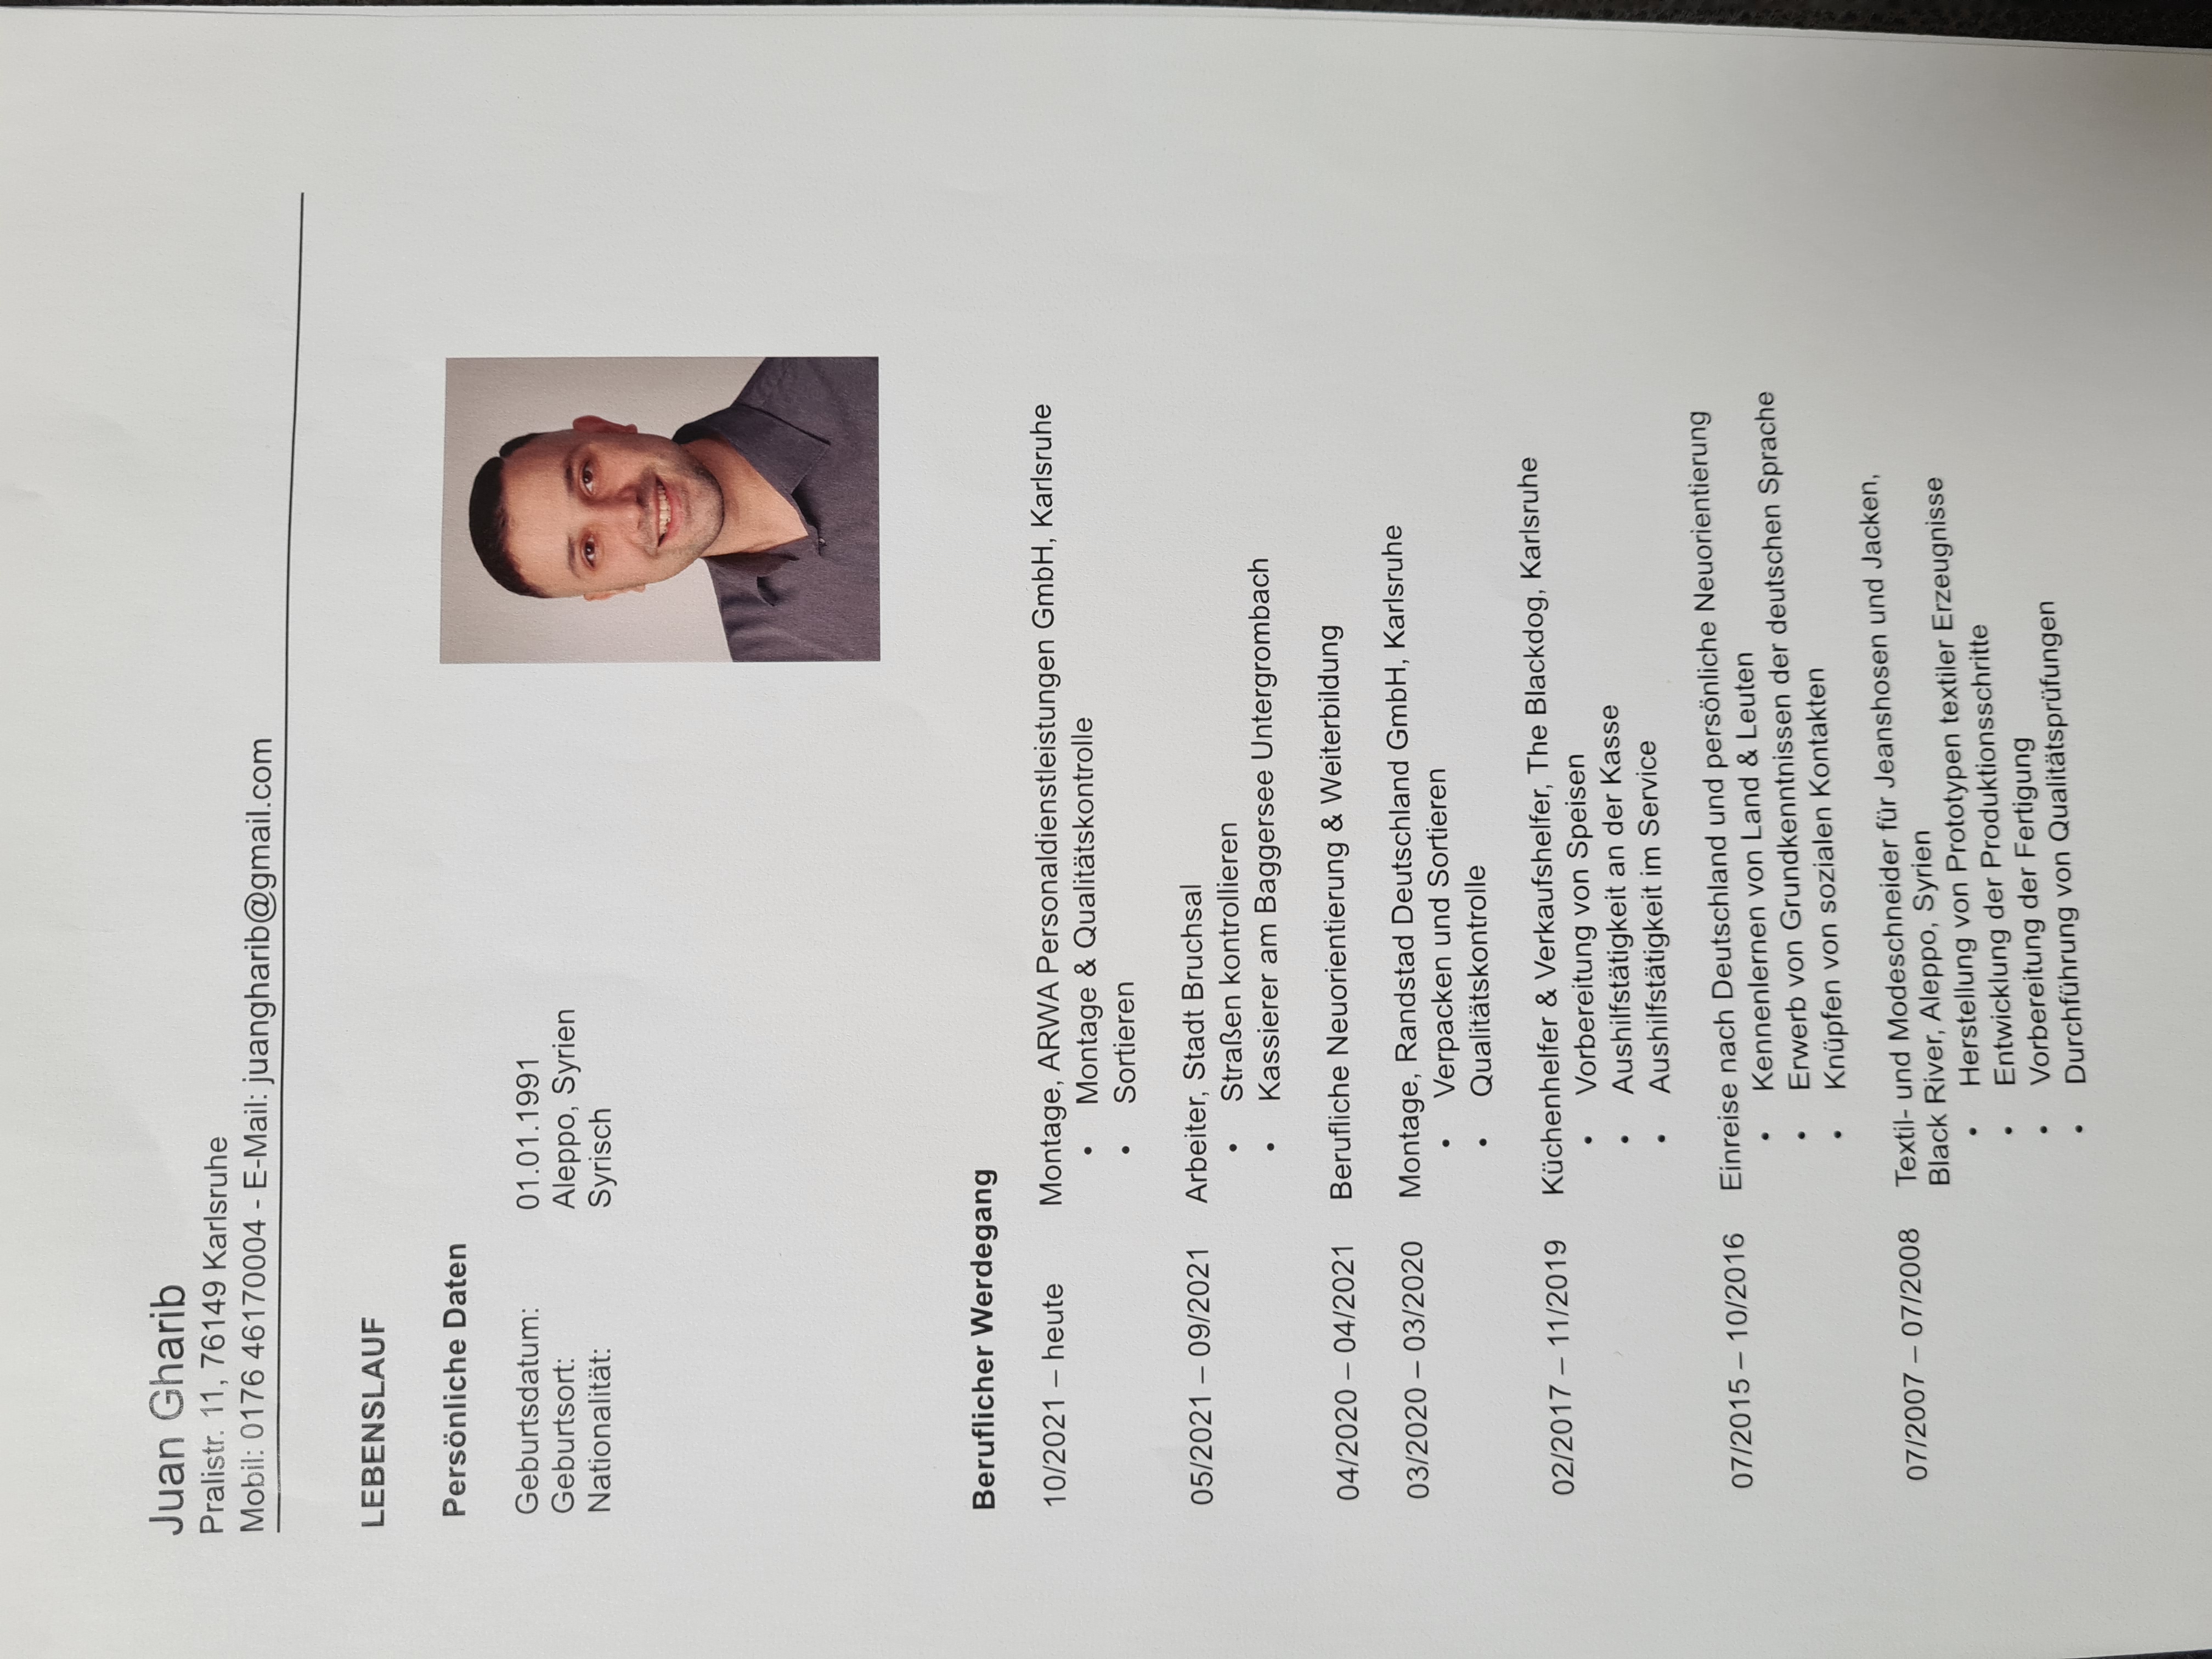 Juan Gharib
Pralistr. 11, 76149 Karlsruhe
Mobil: 0176 46170004 - E-Mail: juangharib@gmail.com
LEBENSLAUF
Persönliche Daten
Geburtsdatum: 01.01.1991
Geburtsort: Aleppo, Syrien
Nationalität: Syrisch
Beruflicher Werdegang
10/2021 – heute Montage, ARWA Personaldienstleistungen GmbH, Karlsruhe
• Montage & Qualitätskontrolle
• Sortieren
05/2021 – 09/2021 Arbeiter, Stadt Bruchsal
• Straßen kontrollieren
• Kassierer am Baggersee Untergrombach
04/2020 – 04/2021 Berufliche Neuorientierung & Weiterbildung
03/2020 – 03/2020 Montage, Randstad Deutschland GmbH, Karlsruhe
• Verpacken und Sortieren
• Qualitätskontrolle
02/2017 – 11/2019 Küchenhelfer & Verkaufshelfer, The Blackdog, Karlsruhe
• Vorbereitung von Speisen
• Aushilfstätigkeit an der Kasse
• Aushilfstätigkeit im Service
07/2015 – 10/2016 Einreise nach Deutschland und persönliche Neuorientierung
• Kennenlernen von Land & Leuten
• Erwerb von Grundkenntnissen der deutschen Sprache
• Knüpfen von sozialen Kontakten
07/2007 – 07/2008 Textil- und Modeschneider für Jeanshosen und Jacken,
Black River, Aleppo, Syrien
• Herstellung von Prototypen textiler Erzeugnisse
• Entwicklung der Produktionsschritte
• Vorbereitung der Fertigung
• Durchführung von Qualitätsprüfungen